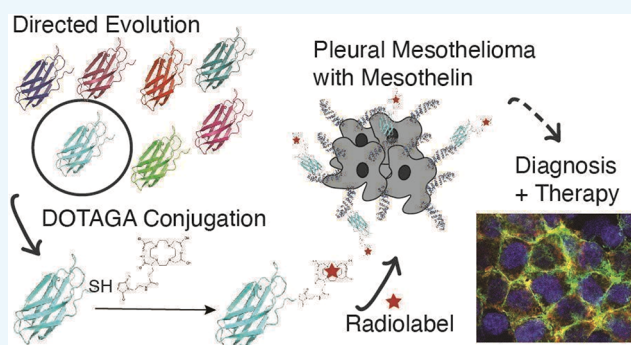 Directed Evolution
Pleural Mesothelioma
with Mesothelin
Diagnosis
+ Therapy
DOTAGA Conjugation
SH
Radiolabel